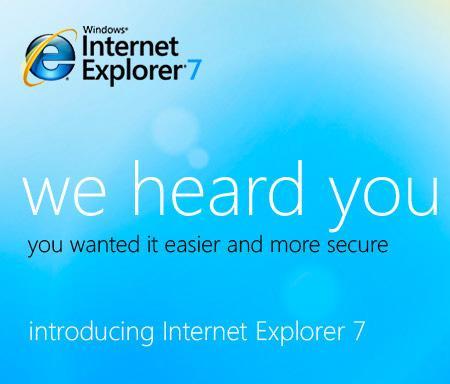 Windows®
Internet
Explorer®7
we heard you
you wanted it easier and more secure
introducing Internet Explorer 7